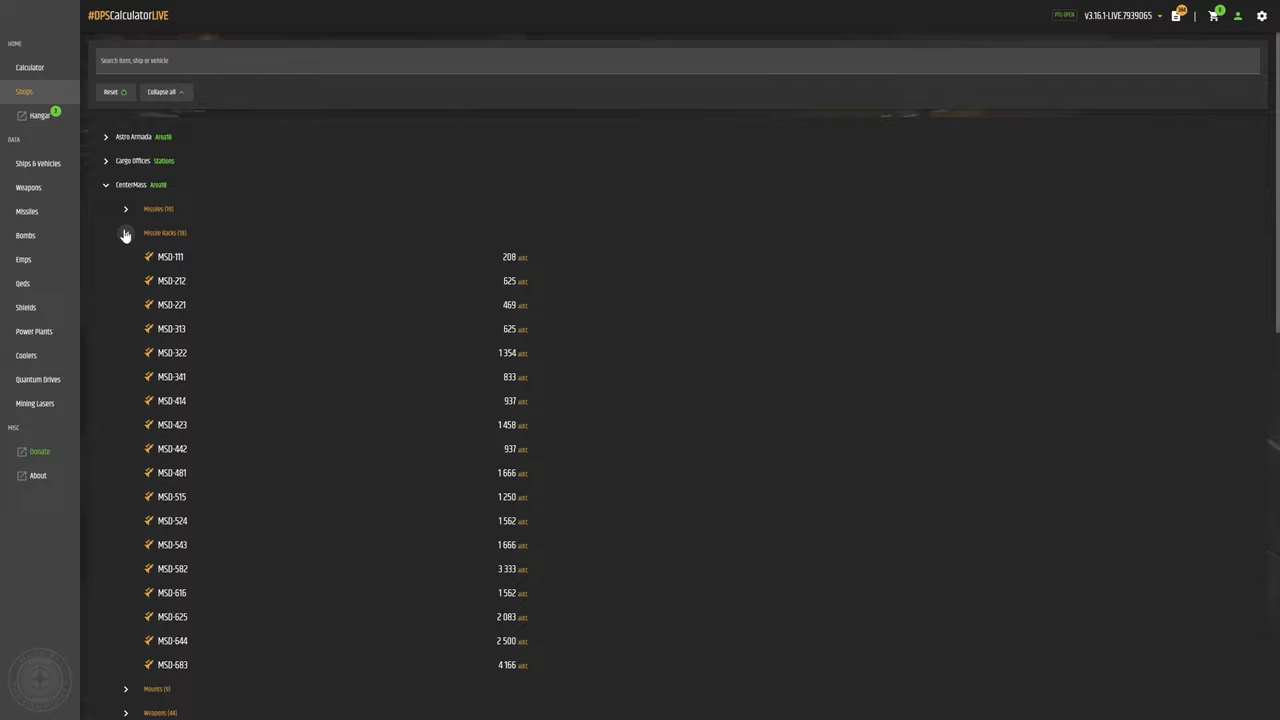 #DPSCalculatorLIVE
PTU OPEN
v3.16.1-LIVE.7939065
0
HOME
Calculator
Shops
Hangar
DATA
Ships & Vehicles
Weapons
Missiles
Bombs
Emps
Qeds
Shields
Power Plants
Coolers
Quantum Drives
Mining Lasers
MISC
Donate
About
Search item, ship or vehicle
Reset
Collapse all
Astro Armada Area18
Cargo Offices Stations
CenterMass Area18
Missiles (19)
Missile Racks (18)
MSD-111 208 aUEC
MSD-212 625 aUEC
MSD-221 469 aUEC
MSD-313 625 aUEC
MSD-322 1 354 aUEC
MSD-341 833 aUEC
MSD-414 937 aUEC
MSD-423 1 458 aUEC
MSD-442 937 aUEC
MSD-481 1 666 aUEC
MSD-515 1 250 aUEC
MSD-524 1 562 aUEC
MSD-543 1 666 aUEC
MSD-582 3 333 aUEC
MSD-616 1 562 aUEC
MSD-625 2 083 aUEC
MSD-644 2 500 aUEC
MSD-683 4 166 aUEC
Mounts (9)
Weapons (44)